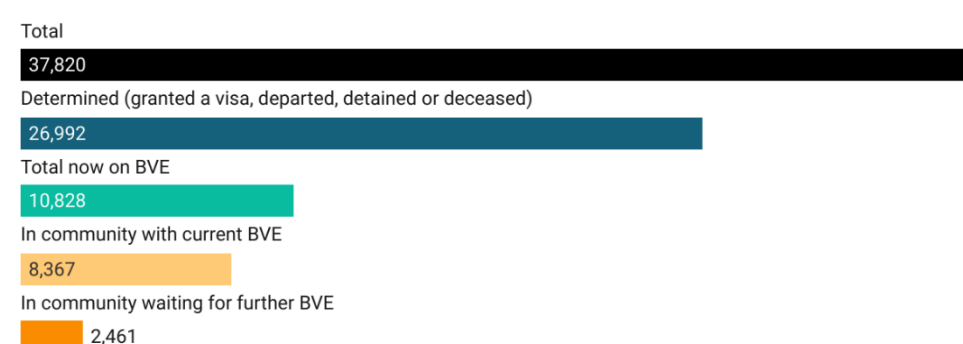 Total
37,820
Determined (granted a visa, departed, detained or deceased)
26,992
Total now on BVE
10,828
In community with current BVE
8,367
In community waiting for further BVE
2,461